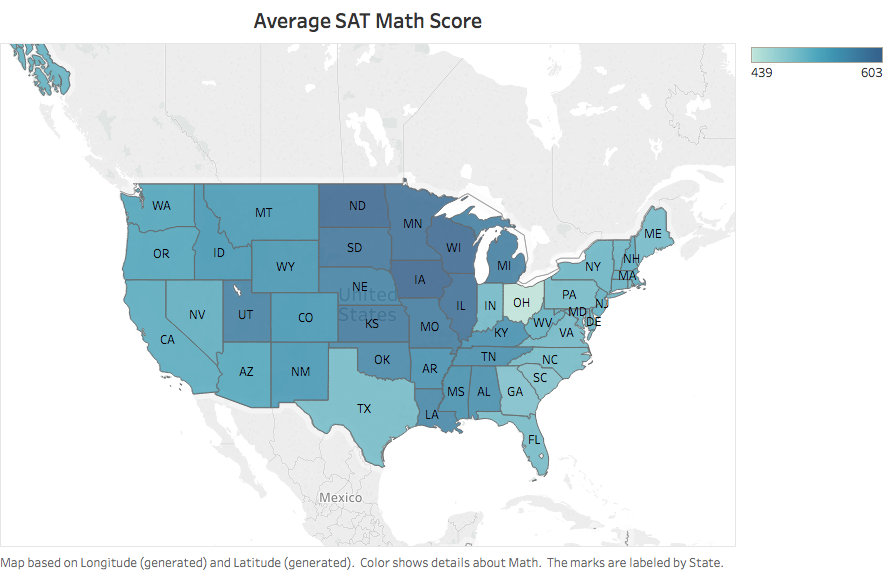 Average SAT Math Score
439 603
WA
MT
ND
MN
ME
OR
ID
SD
WI
MI
NH
WY
NY
MA
IA
NE
United
States
NV
UT
CO
KS
IL
IN
OH
PA
NJ
MD
DE
CA
MO
WV
VA
KY
AZ
NM
OK
AR
TN
NC
SC
TX
MS
AL
GA
LA
FL
Mexico
Map based on Longitude (generated) and Latitude (generated).  Color shows details about Math.  The marks are labeled by State.